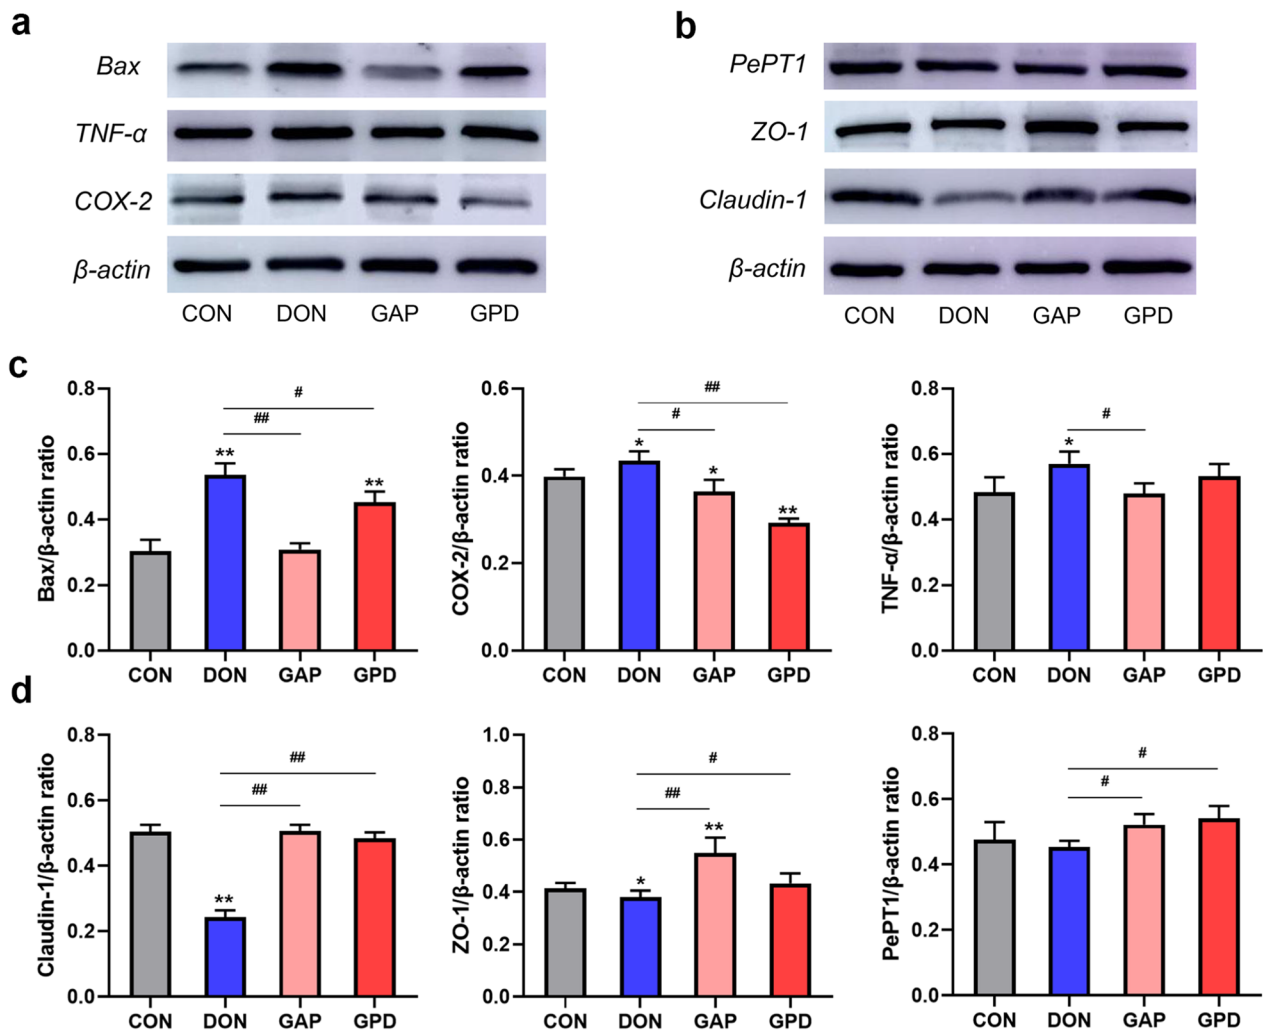 a
Bax
TNF-α
COX-2
β-actin
CON DON GAP GPD
b
PePT1
ZO-1
Claudin-1
β-actin
CON DON GAP GPD
c
Bax/β-actin ratio
0.8
0.6
0.4
0.2
0.0
#
##
**
**
CON DON GAP GPD
COX-2/β-actin ratio
0.6
0.4
0.2
0.0
##
#
*
*
**
CON DON GAP GPD
TNF-α/β-actin ratio
0.8
0.6
0.4
0.2
0.0
#
*
CON DON GAP GPD
d
Claudin-1/β-actin ratio
0.8
0.6
0.4
0.2
0.0
##
##
**
CON DON GAP GPD
ZO-1/β-actin ratio
1.0
0.8
0.6
0.4
0.2
0.0
#
##
**
*
CON DON GAP GPD
PePT1/β-actin ratio
0.8
0.6
0.4
0.2
0.0
#
#
CON DON GAP GPD